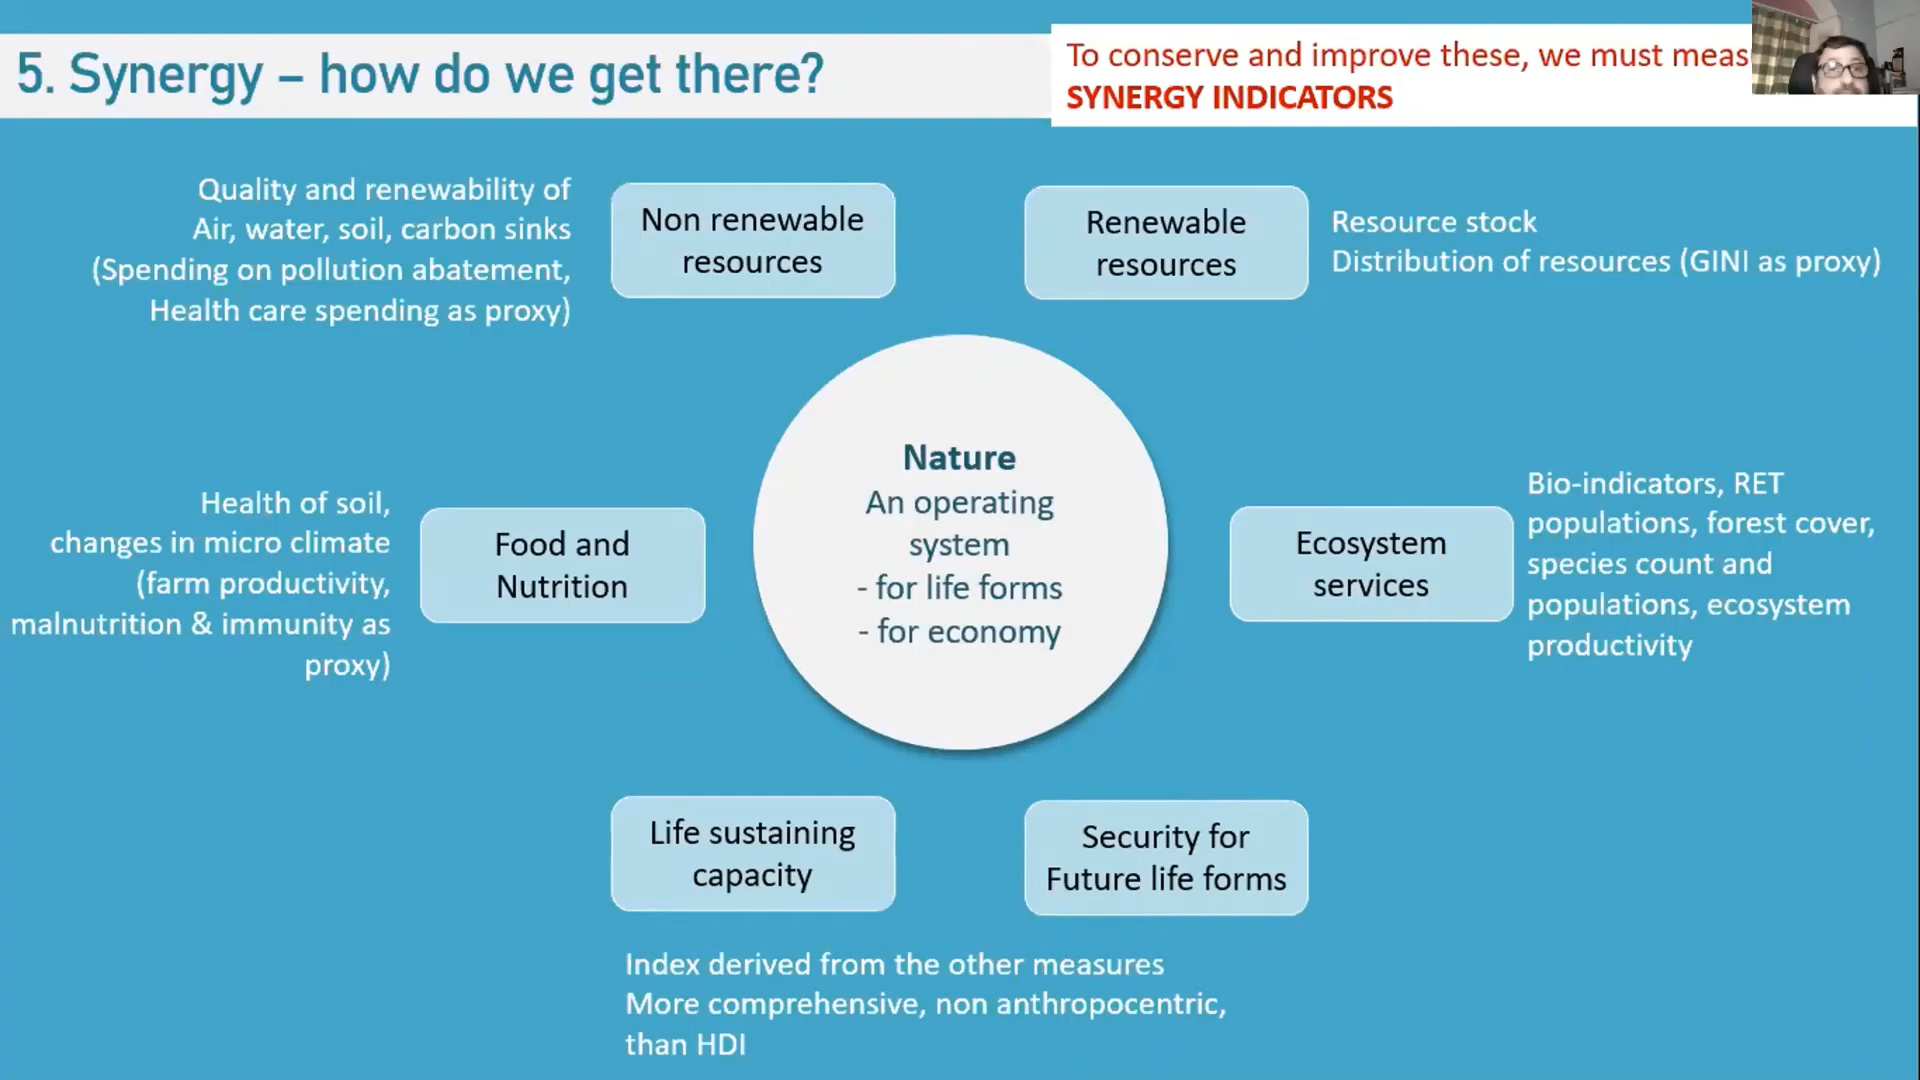 5. Synergy – how do we get there?
To conserve and improve these, we must meas
SYNERGY INDICATORS
Quality and renewability of
Air, water, soil, carbon sinks
(Spending on pollution abatement,
Health care spending as proxy)
Non renewable
resources
Renewable
resources
Resource stock
Distribution of resources (GINI as proxy)
Health of soil,
changes in micro climate
(farm productivity,
malnutrition & immunity as
proxy)
Food and
Nutrition
Nature
An operating
system
- for life forms
- for economy
Ecosystem
services
Bio-indicators, RET
populations, forest cover,
species count and
populations, ecosystem
productivity
Life sustaining
capacity
Security for
Future life forms
Index derived from the other measures
More comprehensive, non anthropocentric,
than HDI